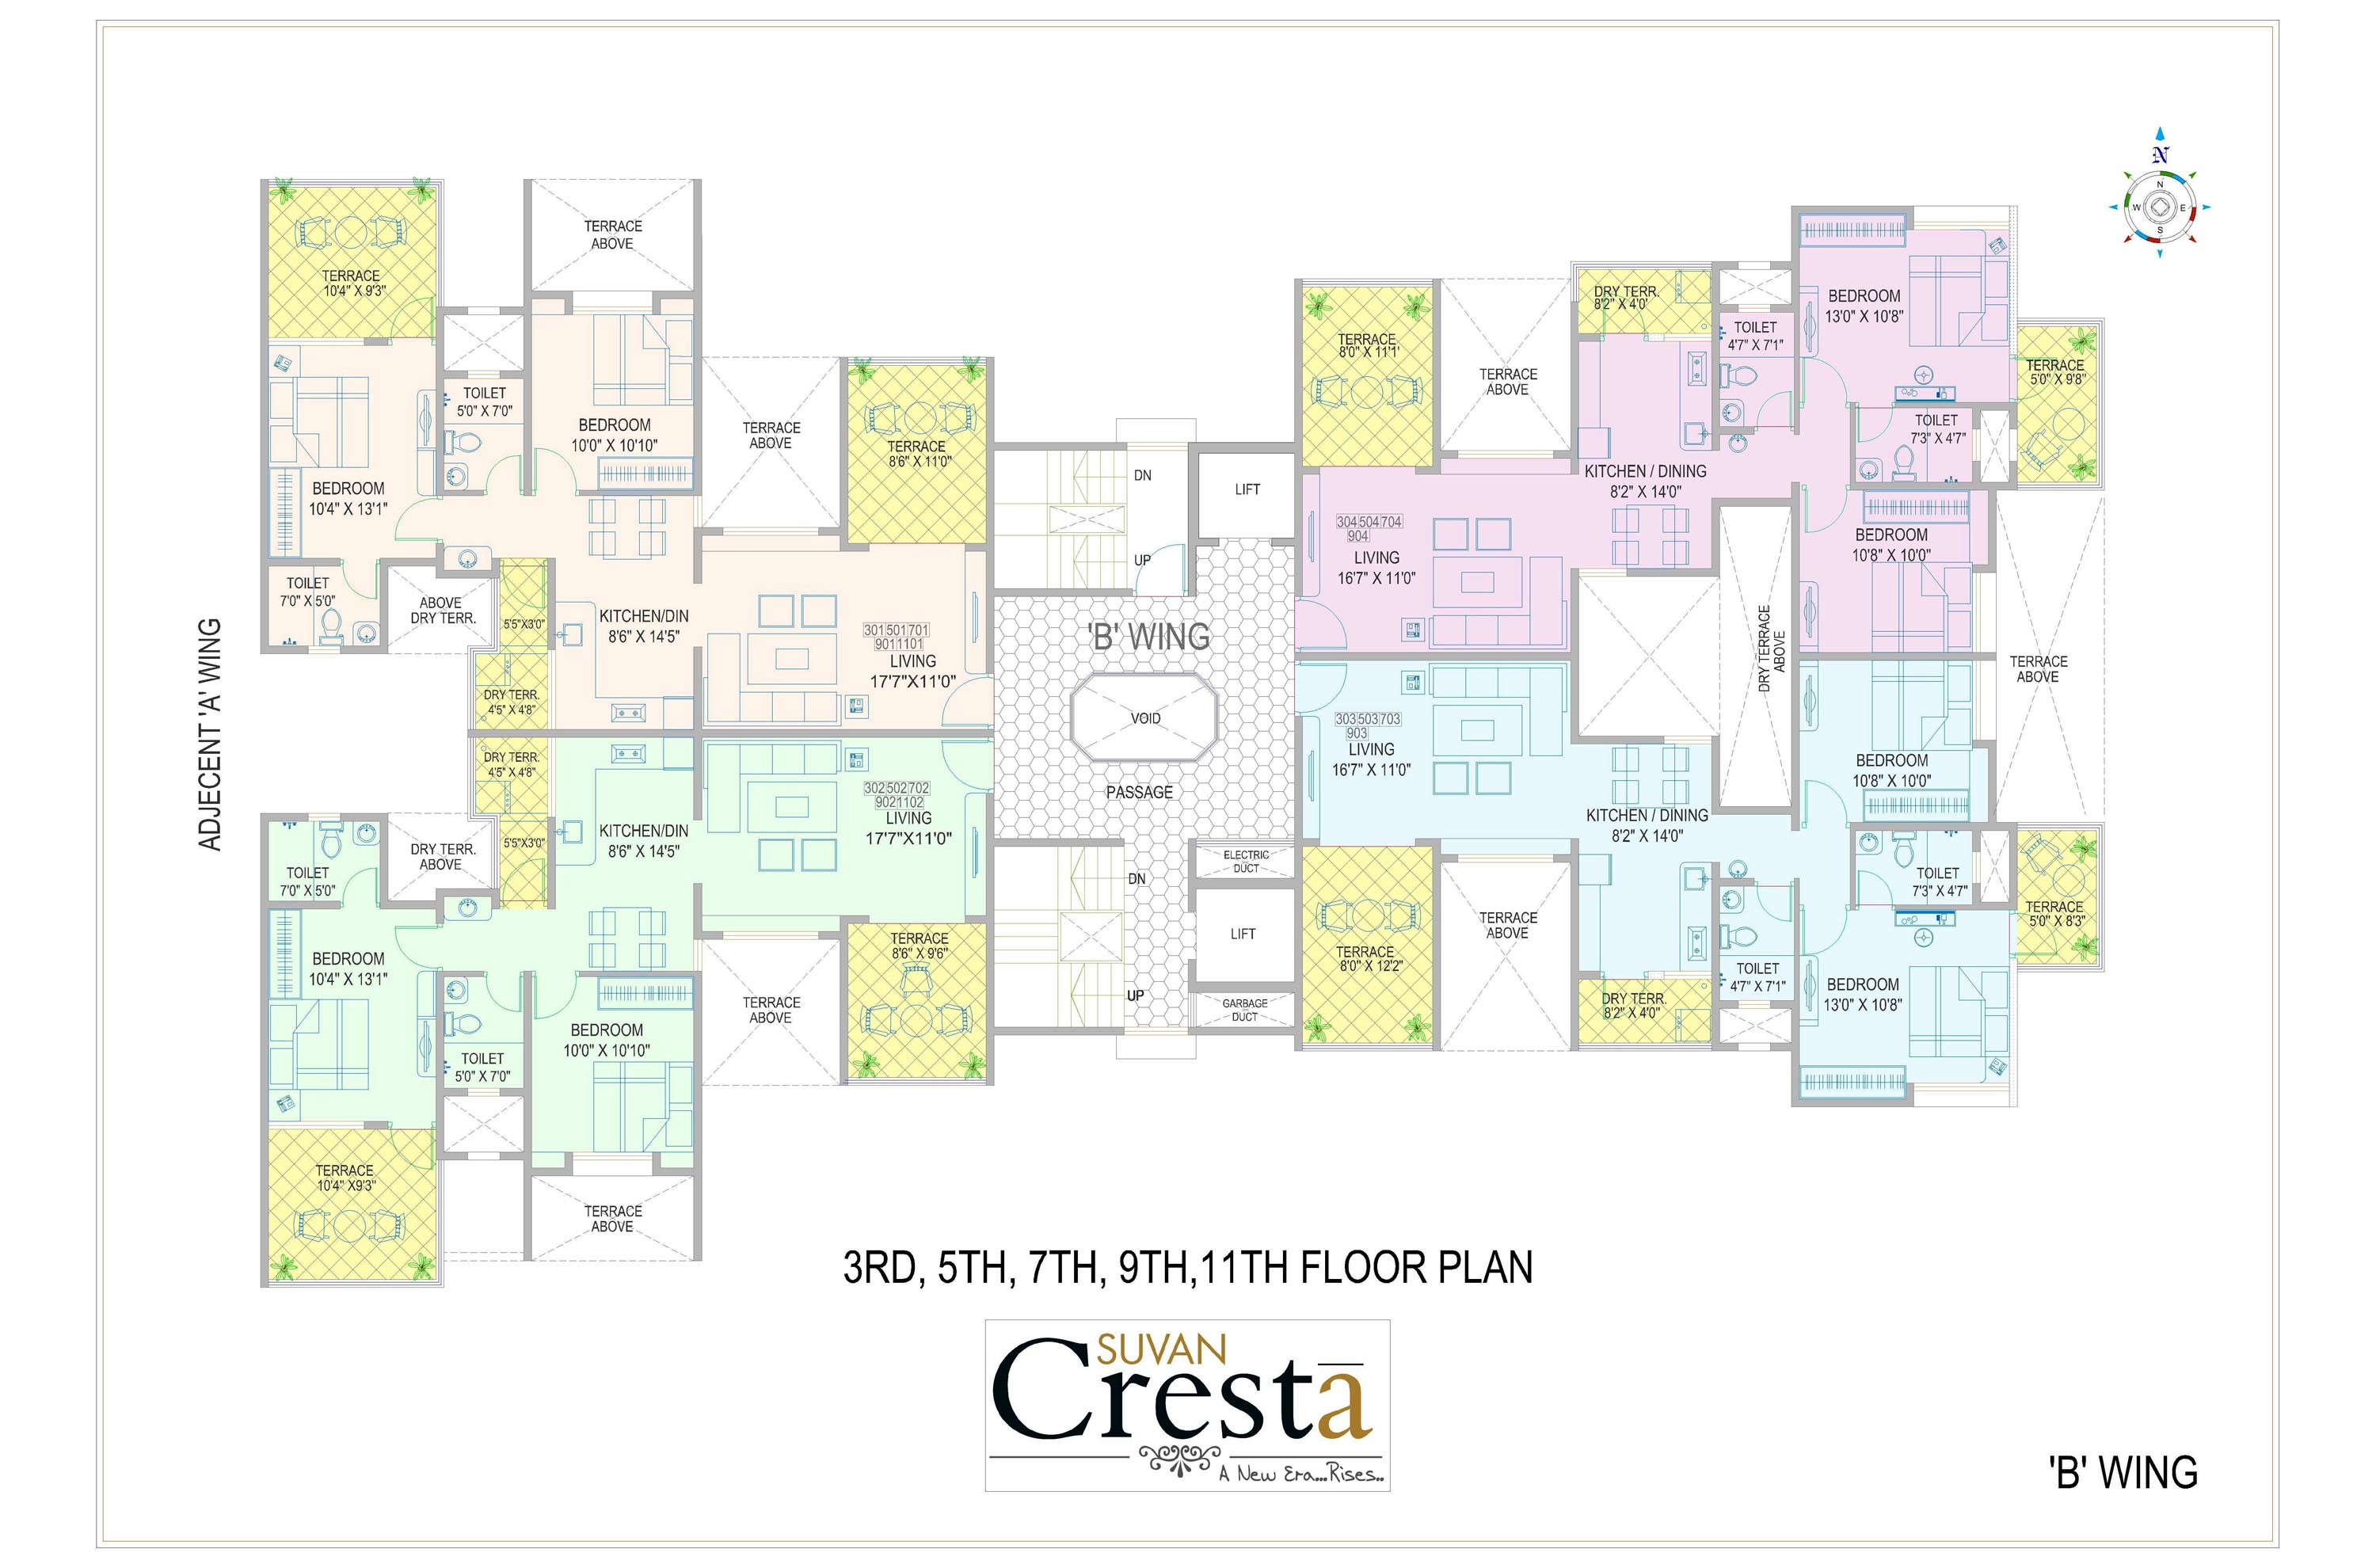 N
N
W
E
S
TERRACE
ABOVE
TERRACE
10'4" X 9'3"
TOILET
5'0" X 7'0"
BEDROOM
10'0" X 10'10"
BEDROOM
10'4" X 13'1"
TERRACE
ABOVE
TERRACE
8'6" X 11'0"
TOILET
7'0" X 5'0"
ABOVE
DRY TERR.
5'5"X3'0"
DRY TERR.
4'5" X 4'8"
KITCHEN/DIN
8'6" X 14'5"
301 501 701
901 1101
LIVING
17'7"X11'0"
ADJECENT 'A' WING
DN
UP
LIFT
'B' WING
VOID
PASSAGE
TERRACE
8'0" X 11'1'
TERRACE
ABOVE
DRY TERR.
8'2" X 4'0'
TOILET
4'7" X 7'1"
BEDROOM
13'0" X 10'8"
TERRACE
5'0" X 9'8"
TOILET
7'3" X 4'7"
KITCHEN / DINING
8'2" X 14'0"
304 504 704
904
LIVING
16'7" X 11'0"
BEDROOM
10'8" X 10'0"
DRY TERRACE
ABOVE
TERRACE
ABOVE
DRY TERR.
4'5" X 4'8"
5'5"X3'0"
KITCHEN/DIN
8'6" X 14'5"
302 502 702
902 1102
LIVING
17'7"X11'0"
DRY TERR.
ABOVE
TOILET
7'0" X 5'0"
BEDROOM
10'4" X 13'1"
TERRACE
8'6" X 9'6"
TERRACE
ABOVE
BEDROOM
10'0" X 10'10"
TOILET
5'0" X 7'0"
TERRACE
10'4" X9'3"
TERRACE
ABOVE
DN
UP
ELECTRIC
DUCT
LIFT
GARBAGE
DUCT
303 503 703
903
LIVING
16'7" X 11'0"
KITCHEN / DINING
8'2" X 14'0"
BEDROOM
10'8" X 10'0"
TOILET
7'3" X 4'7"
TERRACE
5'0" X 8'3"
TERRACE
8'0" X 12'2"
TERRACE
ABOVE
DRY TERR.
8'2" X 4'0"
TOILET
4'7" X 7'1"
BEDROOM
13'0" X 10'8"
3RD, 5TH, 7TH, 9TH,11TH FLOOR PLAN
SUVAN
Cresta
A New Era...Rises..
'B' WING